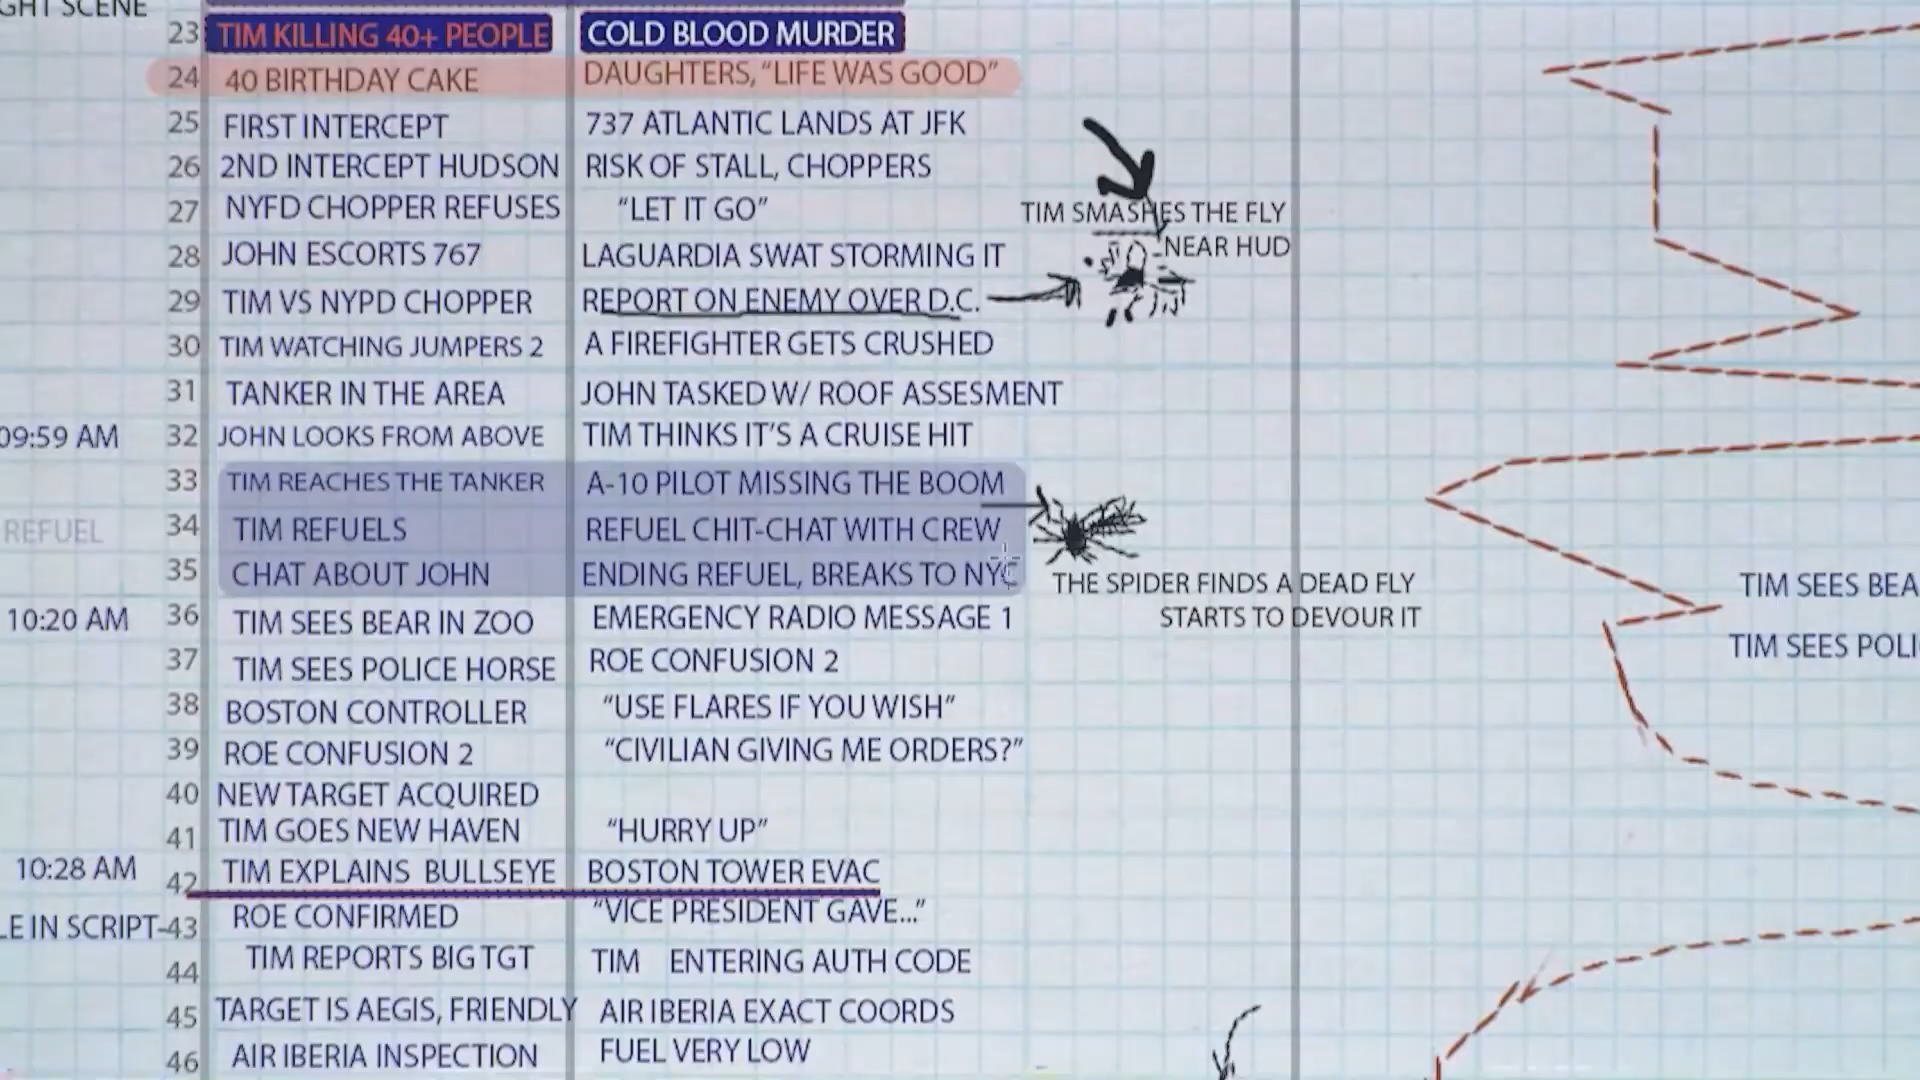 GHT SCENE
23 TIM KILLING 40+ PEOPLE COLD BLOOD MURDER
24 40 BIRTHDAY CAKE DAUGHTERS, “LIFE WAS GOOD”
25 FIRST INTERCEPT 737 ATLANTIC LANDS AT JFK
26 2ND INTERCEPT HUDSON RISK OF STALL, CHOPPERS
27 NYFD CHOPPER REFUSES “LET IT GO”
TIM SMASHES THE FLY
NEAR HUD
28 JOHN ESCORTS 767 LAGUARDIA SWAT STORMING IT
29 TIM VS NYPD CHOPPER REPORT ON ENEMY OVER D.C.
30 TIM WATCHING JUMPERS 2 A FIREFIGHTER GETS CRUSHED
31 TANKER IN THE AREA JOHN TASKED W/ ROOF ASSESMENT
09:59 AM 32 JOHN LOOKS FROM ABOVE TIM THINKS IT’S A CRUISE HIT
33 TIM REACHES THE TANKER A-10 PILOT MISSING THE BOOM
REFUEL 34 TIM REFUELS REFUEL CHIT-CHAT WITH CREW
35 CHAT ABOUT JOHN ENDING REFUEL, BREAKS TO NYC
THE SPIDER FINDS A DEAD FLY
STARTS TO DEVOUR IT
TIM SEES BEA
TIM SEES POLI
10:20 AM 36 TIM SEES BEAR IN ZOO EMERGENCY RADIO MESSAGE 1
37 TIM SEES POLICE HORSE ROE CONFUSION 2
38 BOSTON CONTROLLER “USE FLARES IF YOU WISH”
39 ROE CONFUSION 2 “CIVILIAN GIVING ME ORDERS?”
40 NEW TARGET ACQUIRED
41 TIM GOES NEW HAVEN “HURRY UP”
10:28 AM 42 TIM EXPLAINS BULLSEYE BOSTON TOWER EVAC
LE IN SCRIPT-43 ROE CONFIRMED “VICE PRESIDENT GAVE...”
44 TIM REPORTS BIG TGT TIM ENTERING AUTH CODE
45 TARGET IS AEGIS, FRIENDLY AIR IBERIA EXACT COORDS
46 AIR IBERIA INSPECTION FUEL VERY LOW